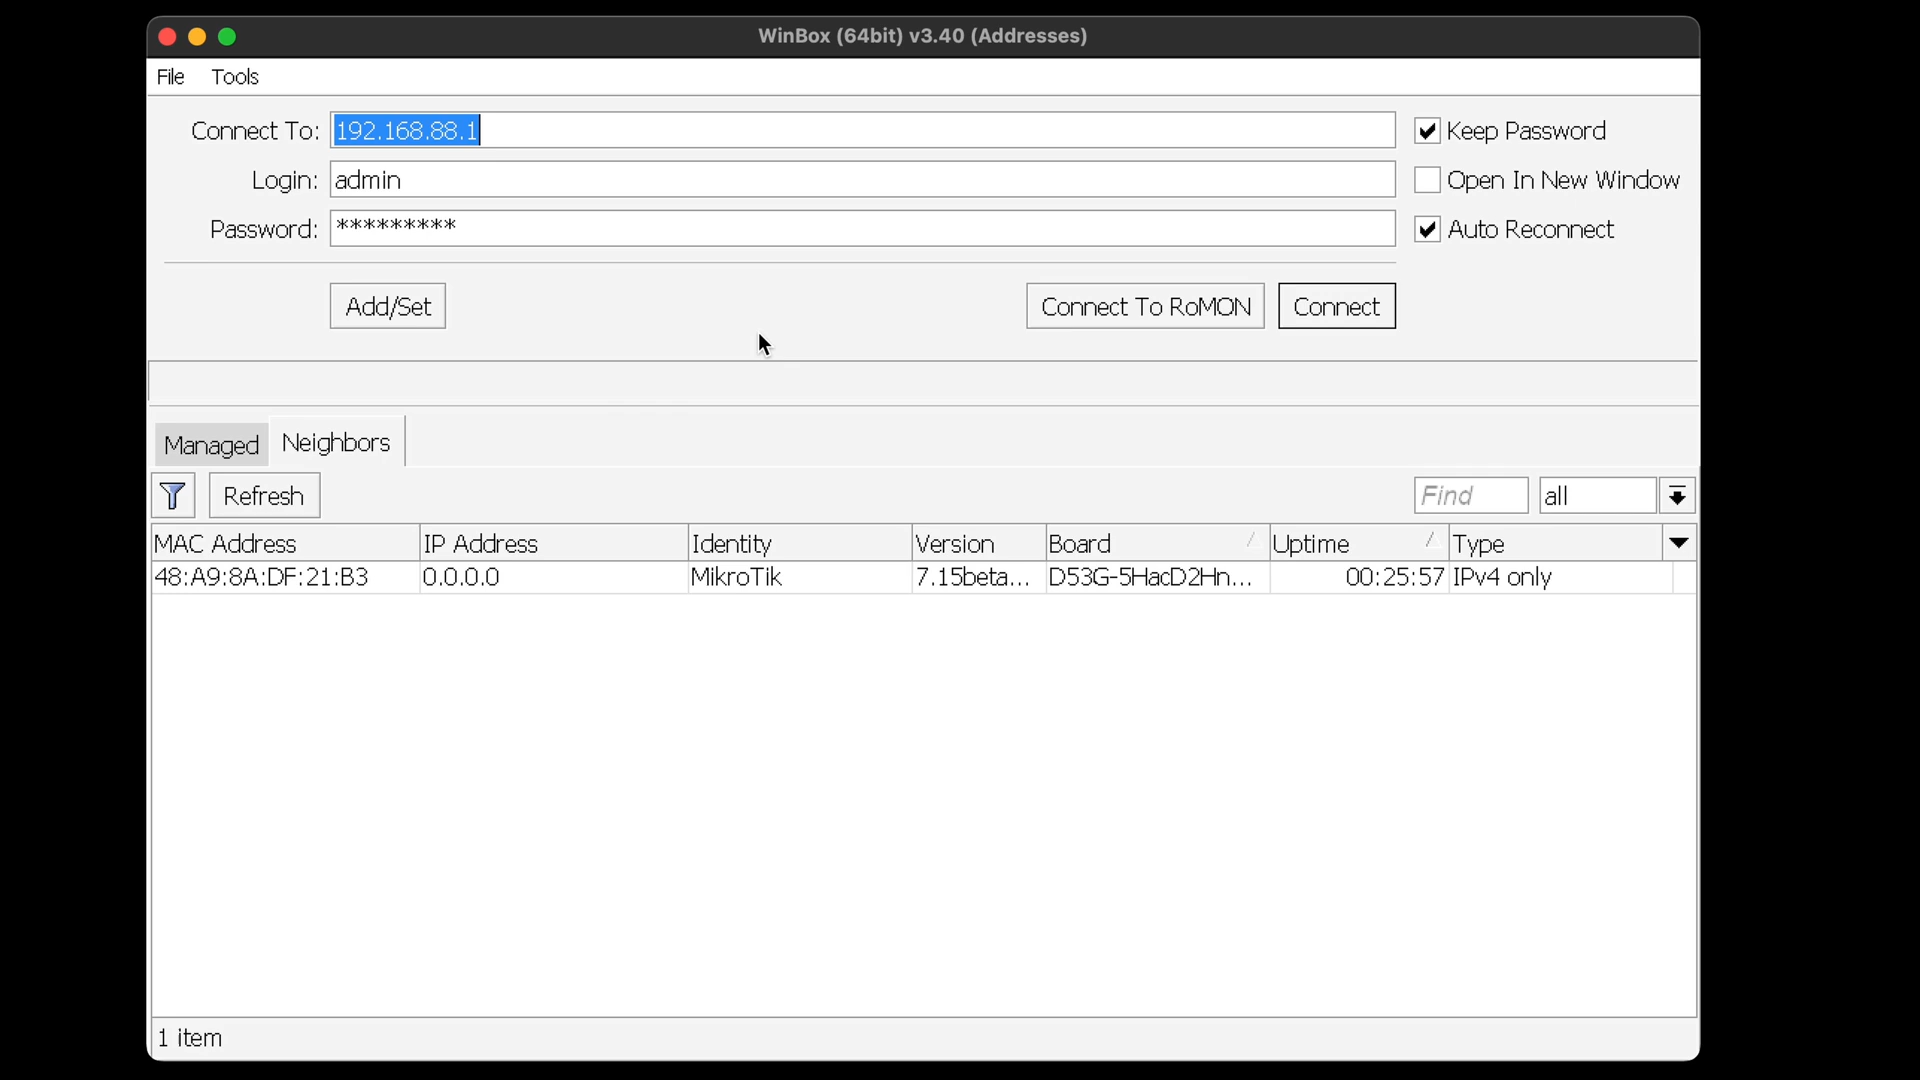 WinBox (64bit) v3.40 (Addresses)
File Tools
Connect To: 192.168.88.1 Keep Password
Login: admin Open In New Window
Password: ********* Auto Reconnect
Add/Set Connect To RoMON Connect
Managed Neighbors
Refresh Find all
MAC Address IP Address Identity Version Board Uptime Type
48:A9:8A:DF:21:B3 0.0.0.0 MikroTik 7.15beta... D53G-5HacD2Hn... 00:25:57 IPv4 only
1 item